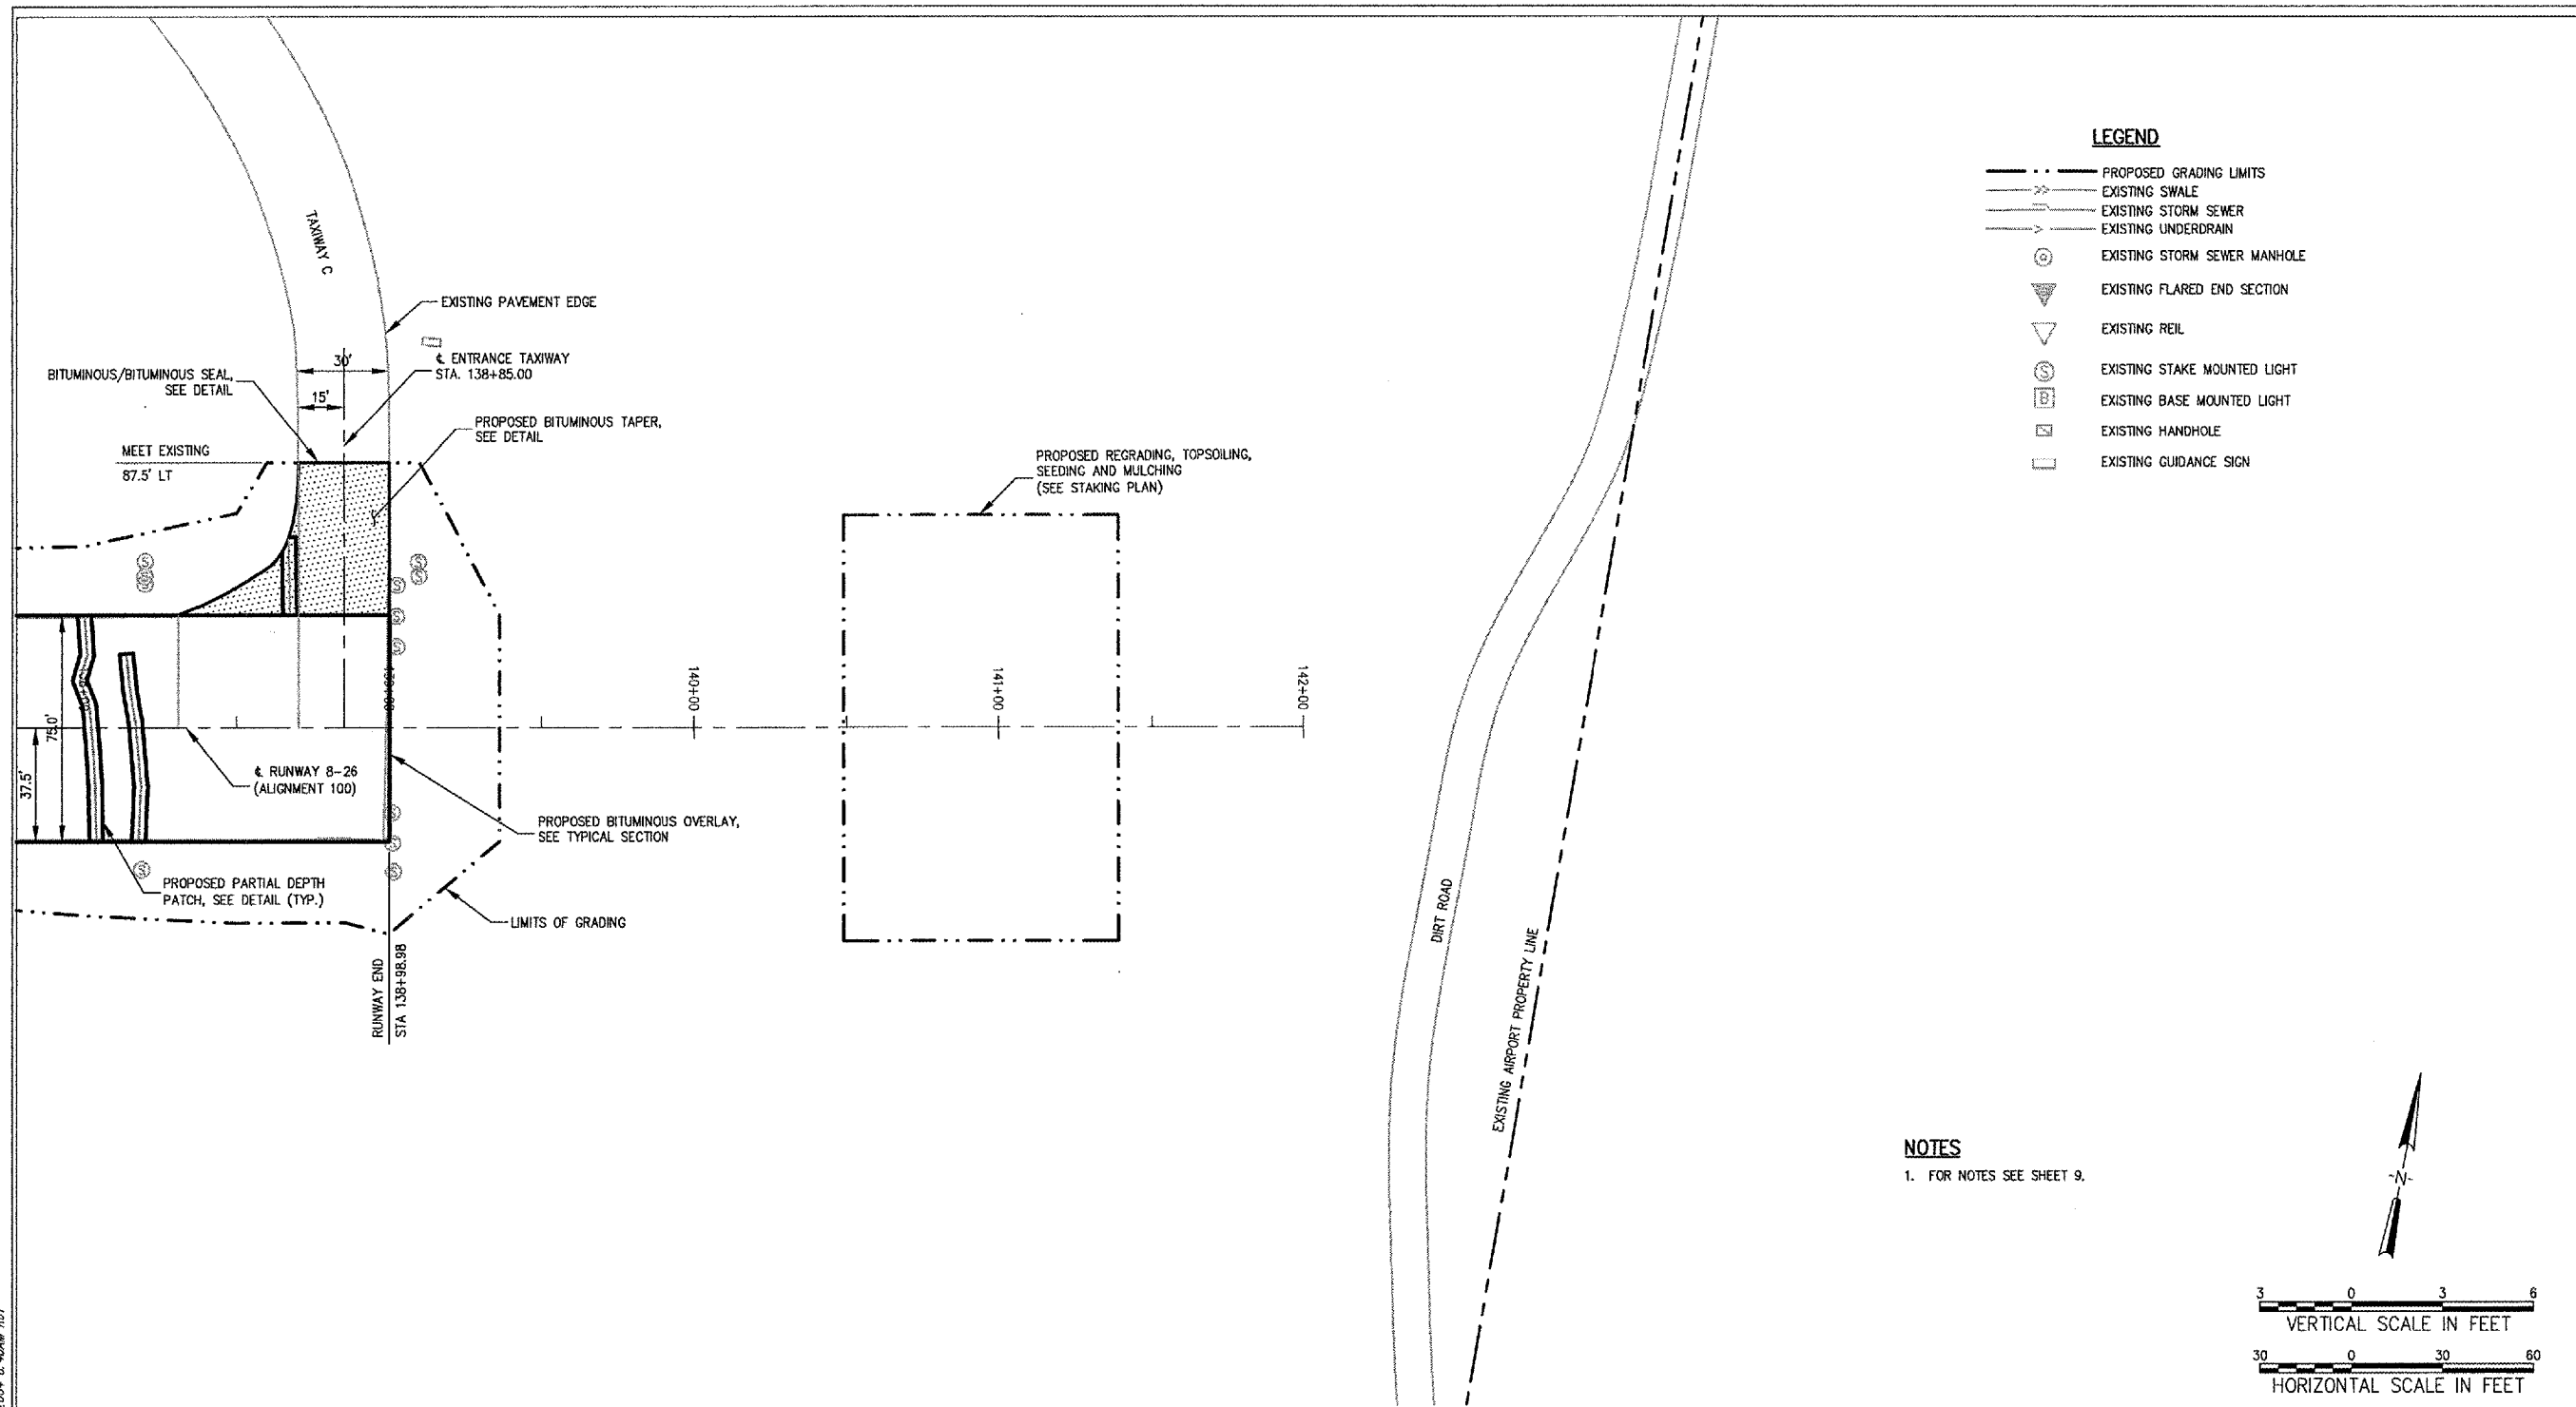 LEGEND
PROPOSED GRADING LIMITS
EXISTING SWALE
EXISTING STORM SEWER
EXISTING UNDERDRAIN
EXISTING STORM SEWER MANHOLE
EXISTING FLARED END SECTION
EXISTING REIL
S
EXISTING STAKE MOUNTED LIGHT
B
EXISTING BASE MOUNTED LIGHT
EXISTING HANDHOLE
EXISTING GUIDANCE SIGN
TAXIWAY C
EXISTING PAVEMENT EDGE
30'
15'
℄ ENTRANCE TAXIWAY
STA. 138+85.00
BITUMINOUS/BITUMINOUS SEAL,
SEE DETAIL
PROPOSED BITUMINOUS TAPER,
SEE DETAIL
MEET EXISTING
87.5' LT
PROPOSED REGRADING, TOPSOILING,
SEEDING AND MULCHING
(SEE STAKING PLAN)
S
S
S
S
S
S
S
S
139+00
140+00
141+00
142+00
75.0'
37.5'
℄ RUNWAY 8-26
(ALIGNMENT 100)
PROPOSED BITUMINOUS OVERLAY,
SEE TYPICAL SECTION
S
S
S
S
PROPOSED PARTIAL DEPTH
PATCH, SEE DETAIL (TYP.)
LIMITS OF GRADING
RUNWAY END
STA 138+98.98
DIRT ROAD
EXISTING AIRPORT PROPERTY LINE
NOTES
1. FOR NOTES SEE SHEET 9.
-N-
3 0 3 6
VERTICAL SCALE IN FEET
30 0 30 60
HORIZONTAL SCALE IN FEET